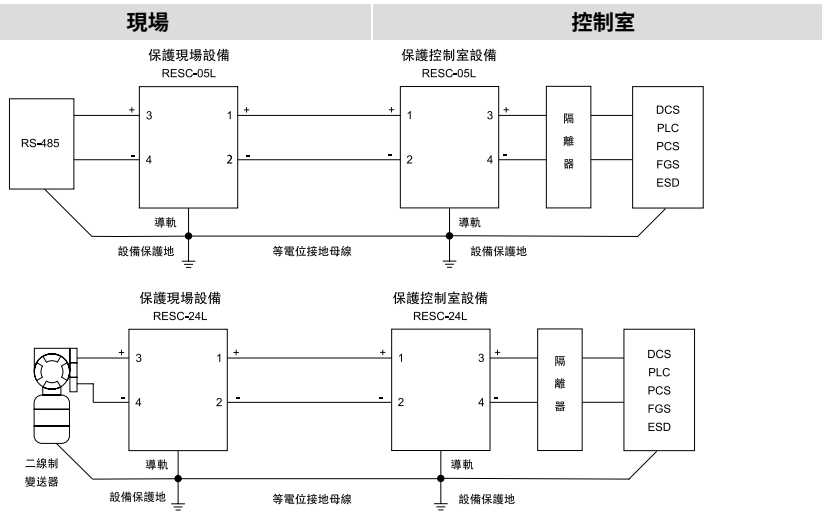 現場
控制室
保護現場設備
RESC-05L
保護控制室設備
RESC-05L
RS-485
+ 3 1 +
- 4 2 -
+ 1 3 +
- 2 4 -
隔
離
器
DCS
PLC
PCS
FGS
ESD
導軌
導軌
設備保護地
等電位接地母線
設備保護地
保護現場設備
RESC-24L
保護控制室設備
RESC-24L
+ 3 1 +
- 4 2 -
+ 1 3 +
- 2 4 -
隔
離
器
DCS
PLC
PCS
FGS
ESD
二線制
變送器
導軌
導軌
設備保護地
等電位接地母線
設備保護地